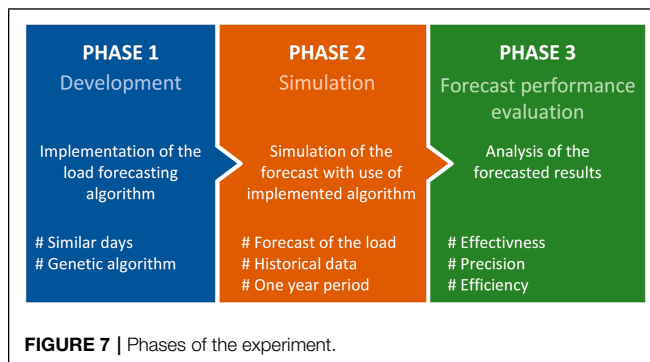 PHASE 1
Development
Implementation of the
load forecasting
algorithm
# Similar days
# Genetic algorithm
PHASE 2
Simulation
Simulation of the
forecast with use of
implemented algorithm
# Forecast of the load
# Historical data
# One year period
PHASE 3
Forecast performance
evaluation
Analysis of the
forecasted results
# Effectivness
# Precision
# Efficiency
FIGURE 7 | Phases of the experiment.